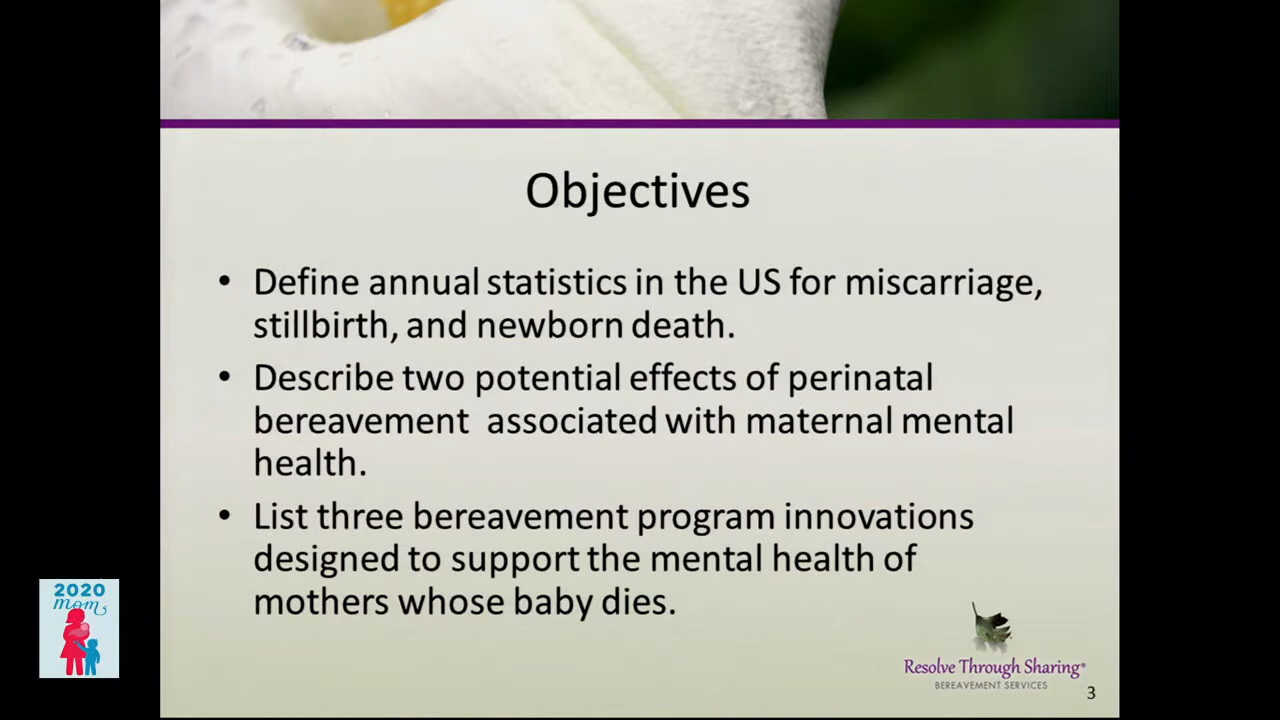 Objectives
• Define annual statistics in the US for miscarriage,
stillbirth, and newborn death.
• Describe two potential effects of perinatal
bereavement  associated with maternal mental
health.
• List three bereavement program innovations
designed to support the mental health of
mothers whose baby dies.
2020
mom
Resolve Through Sharing®
BEREAVEMENT SERVICES
3